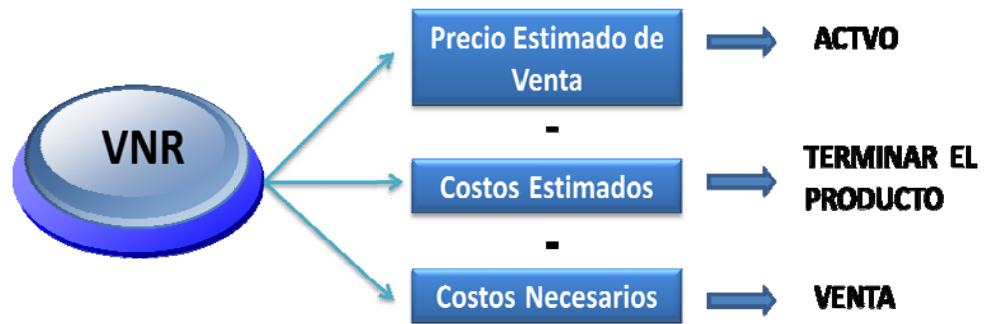 VNR
Precio Estimado de
Venta
ACTVO
-
Costos Estimados
TERMINAR EL
PRODUCTO
-
Costos Necesarios
VENTA